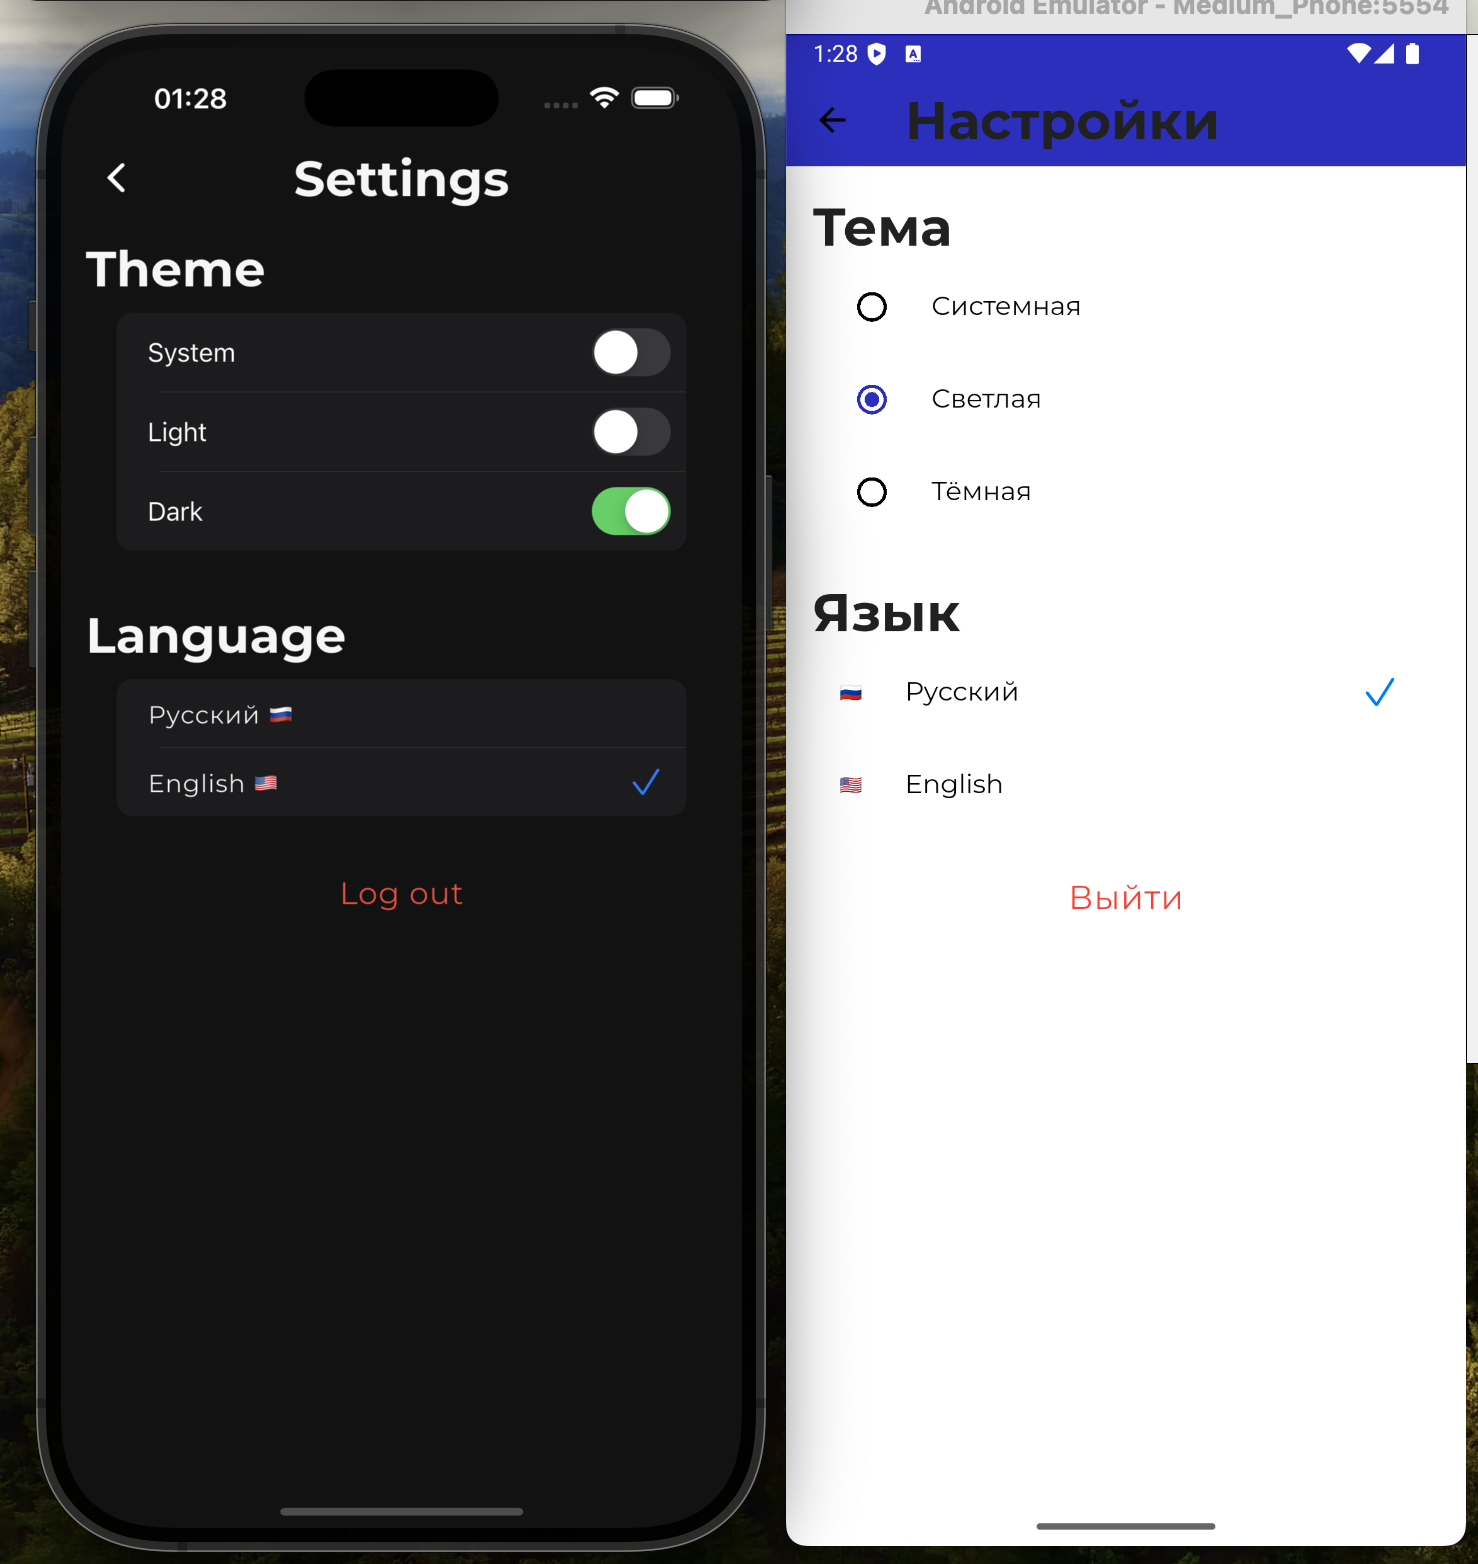 01:28
Settings
Theme
System
Light
Dark
Language
Русский
English
Log out
Android Emulator - Medium_Phone:5554
1:28
Настройки
Тема
Системная
Светлая
Тёмная
Язык
Русский
English
Выйти